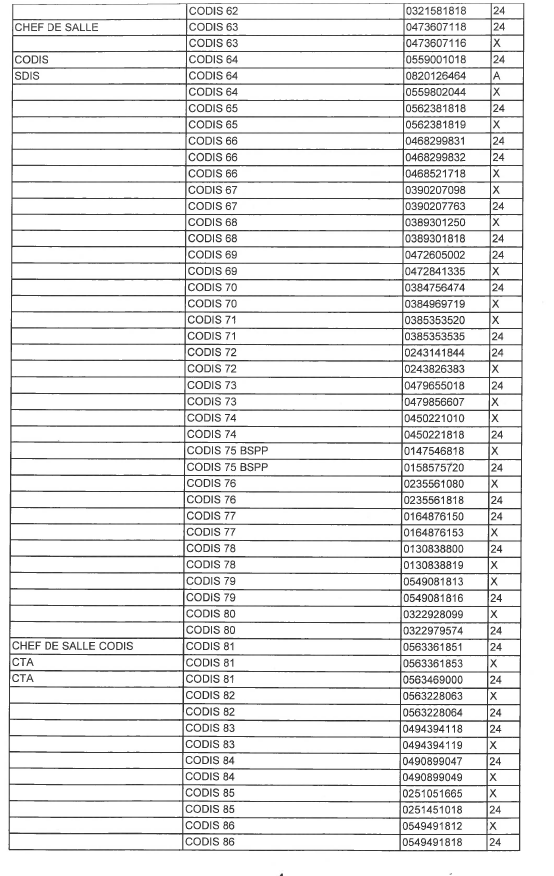 CODIS 62 0321581818 24
CHEF DE SALLE CODIS 63 0473607118 24
CODIS 63 0473607116 X
CODIS CODIS 64 0559001018 24
SDIS CODIS 64 0820126464 A
CODIS 64 0559802044 X
CODIS 65 0562381818 24
CODIS 65 0562381819 X
CODIS 66 0468299831 24
CODIS 66 0468299832 24
CODIS 66 0468521718 X
CODIS 67 0390207098 X
CODIS 67 0390207763 24
CODIS 68 0389301250 X
CODIS 68 0389301818 24
CODIS 69 0472605002 24
CODIS 69 0472841335 X
CODIS 70 0384756474 24
CODIS 70 0384969719 X
CODIS 71 0385353520 X
CODIS 71 0385353535 24
CODIS 72 0243141844 24
CODIS 72 0243826383 X
CODIS 73 0479655018 24
CODIS 73 0479856607 X
CODIS 74 0450221010 X
CODIS 74 0450221818 24
CODIS 75 BSPP 0147546818 X
CODIS 75 BSPP 0158575720 24
CODIS 76 0235561080 X
CODIS 76 0235561818 24
CODIS 77 0164876150 24
CODIS 77 0164876153 X
CODIS 78 0130838800 24
CODIS 78 0130838819 X
CODIS 79 0549081813 X
CODIS 79 0549081816 24
CODIS 80 0322928099 X
CODIS 80 0322979574 24
CHEF DE SALLE CODIS CODIS 81 0563361851 24
CTA CODIS 81 0563361853 X
CTA CODIS 81 0563469000 24
CODIS 82 0563228063 X
CODIS 82 0563228064 24
CODIS 83 0494394118 24
CODIS 83 0494394119 X
CODIS 84 0490899047 24
CODIS 84 0490899049 X
CODIS 85 0251051665 X
CODIS 85 0251451018 24
CODIS 86 0549491812 X
CODIS 86 0549491818 24